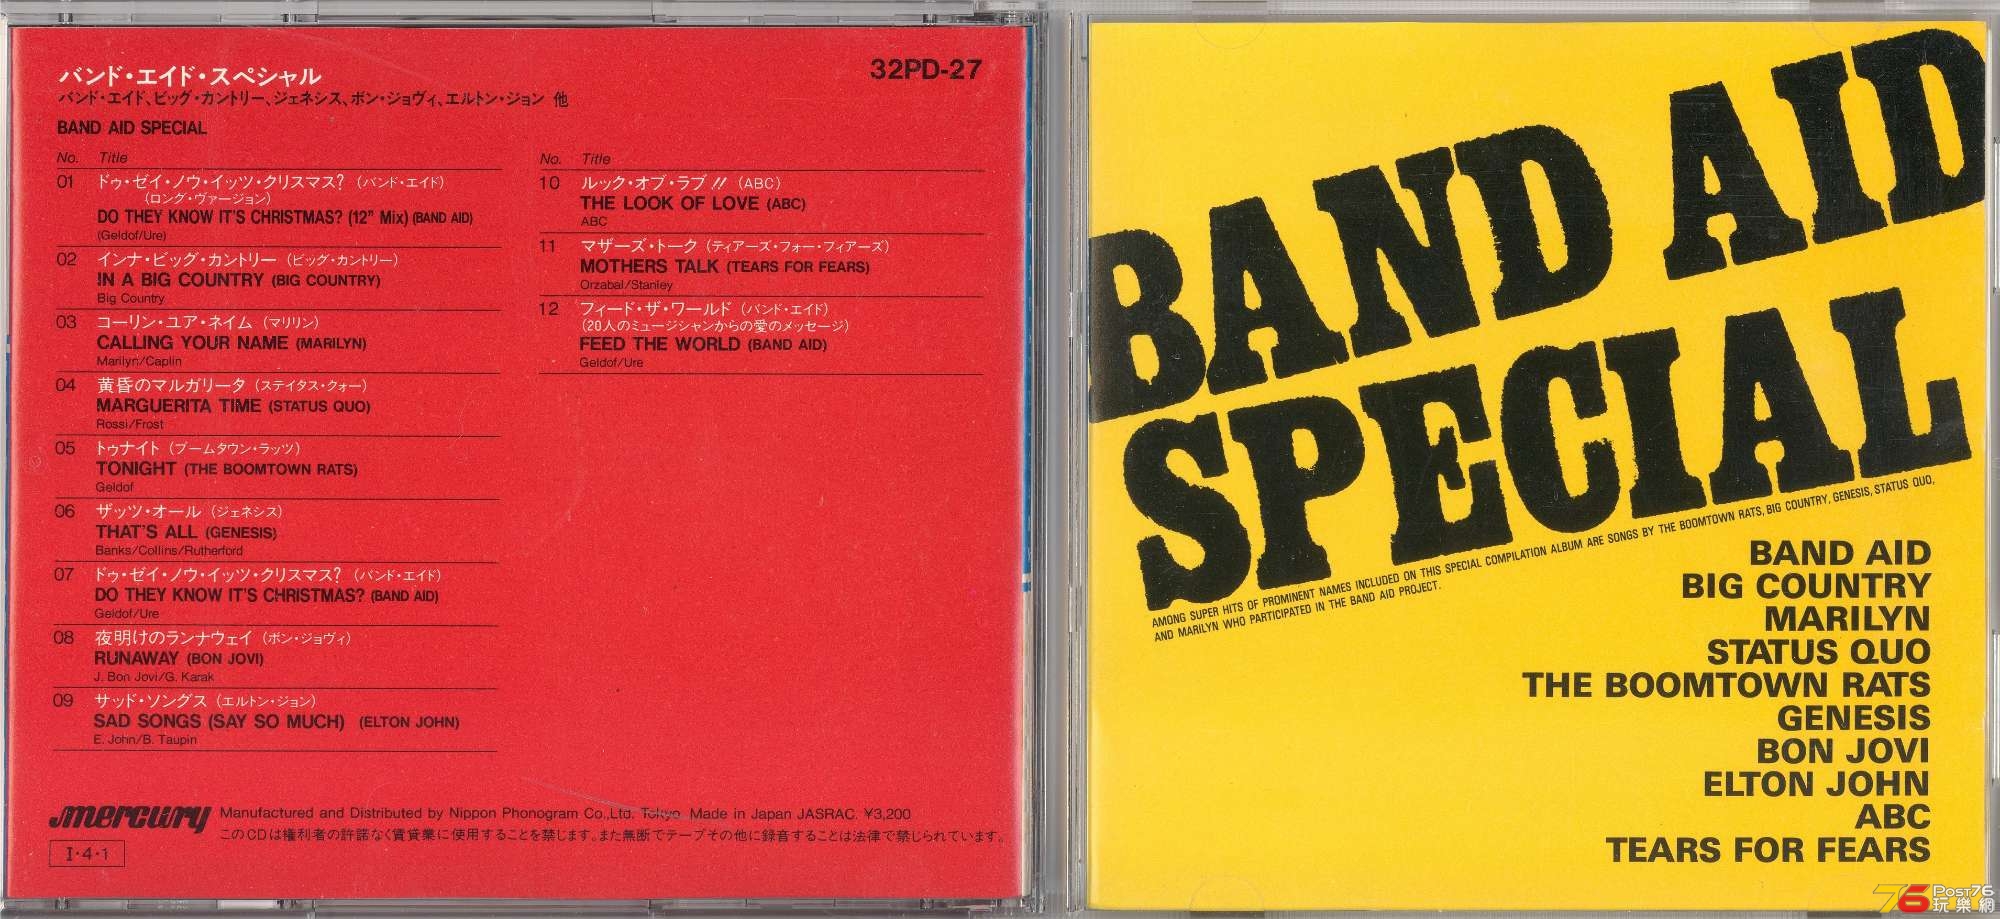 バンド・エイド・スペシャル
32PD-27
バンド・エイド、ビッグ・カントリー、ジェネシス、ボン・ジョヴィ、エルトン・ジョン 他
BAND AID SPECIAL
No. Title
01 ドゥ・ゼイ・ノウ・イッツ・クリスマス? (バンド・エイド)
(ロング・ヴァージョン)
DO THEY KNOW IT'S CHRISTMAS? (12" Mix) (BAND AID)
(Geldof/Ure)
02 インナ・ビッグ・カントリー (ビッグ・カントリー)
IN A BIG COUNTRY (BIG COUNTRY)
Big Country
03 コーリン・ユア・ネイム (マリリン)
CALLING YOUR NAME (MARILYN)
Marilyn/Caplin
04 黄昏のマルガリータ (ステイタス・クォー)
MARGUERITA TIME (STATUS QUO)
Rossi/Frost
05 トゥナイト (ブームタウン・ラッツ)
TONIGHT (THE BOOMTOWN RATS)
Geldof
06 ザッツ・オール (ジェネシス)
THAT'S ALL (GENESIS)
Banks/Collins/Rutherford
07 ドゥ・ゼイ・ノウ・イッツ・クリスマス? (バンド・エイド)
DO THEY KNOW IT'S CHRISTMAS? (BAND AID)
Geldof/Ure
08 夜明けのランナウェイ (ボン・ジョヴィ)
RUNAWAY (BON JOVI)
J. Bon Jovi/G. Karak
09 サッド・ソングス (エルトン・ジョン)
SAD SONGS (SAY SO MUCH) (ELTON JOHN)
E. John/B. Taupin
No. Title
10 ルック・オブ・ラブ!! (ABC)
THE LOOK OF LOVE (ABC)
ABC
11 マザーズ・トーク (ティアーズ・フォー・フィアーズ)
MOTHERS TALK (TEARS FOR FEARS)
Orzabal/Stanley
12 フィード・ザ・ワールド (バンド・エイド)
(20人のミュージシャンからの愛のメッセージ)
FEED THE WORLD (BAND AID)
Geldof/Ure
mercury Manufactured and Distributed by Nippon Phonogram Co.,Ltd. Tokyo. Made in Japan JASRAC. ¥3,200
このCDは権利者の許諾なく賃貸業に使用することを禁じます。また無断でテープその他に録音することは法律で禁じられています。
I・4・1
BAND AID
SPECIAL
AMONG SUPER HITS OF PROMINENT NAMES INCLUDED ON THIS SPECIAL COMPILATION ALBUM ARE SONGS BY THE BOOMTOWN RATS, BIG COUNTRY, GENESIS, STATUS QUO,
AND MARILYN WHO PARTICIPATED IN THE BAND AID PROJECT.
BAND AID
BIG COUNTRY
MARILYN
STATUS QUO
THE BOOMTOWN RATS
GENESIS
BON JOVI
ELTON JOHN
ABC
TEARS FOR FEARS
76 POST76
玩樂網